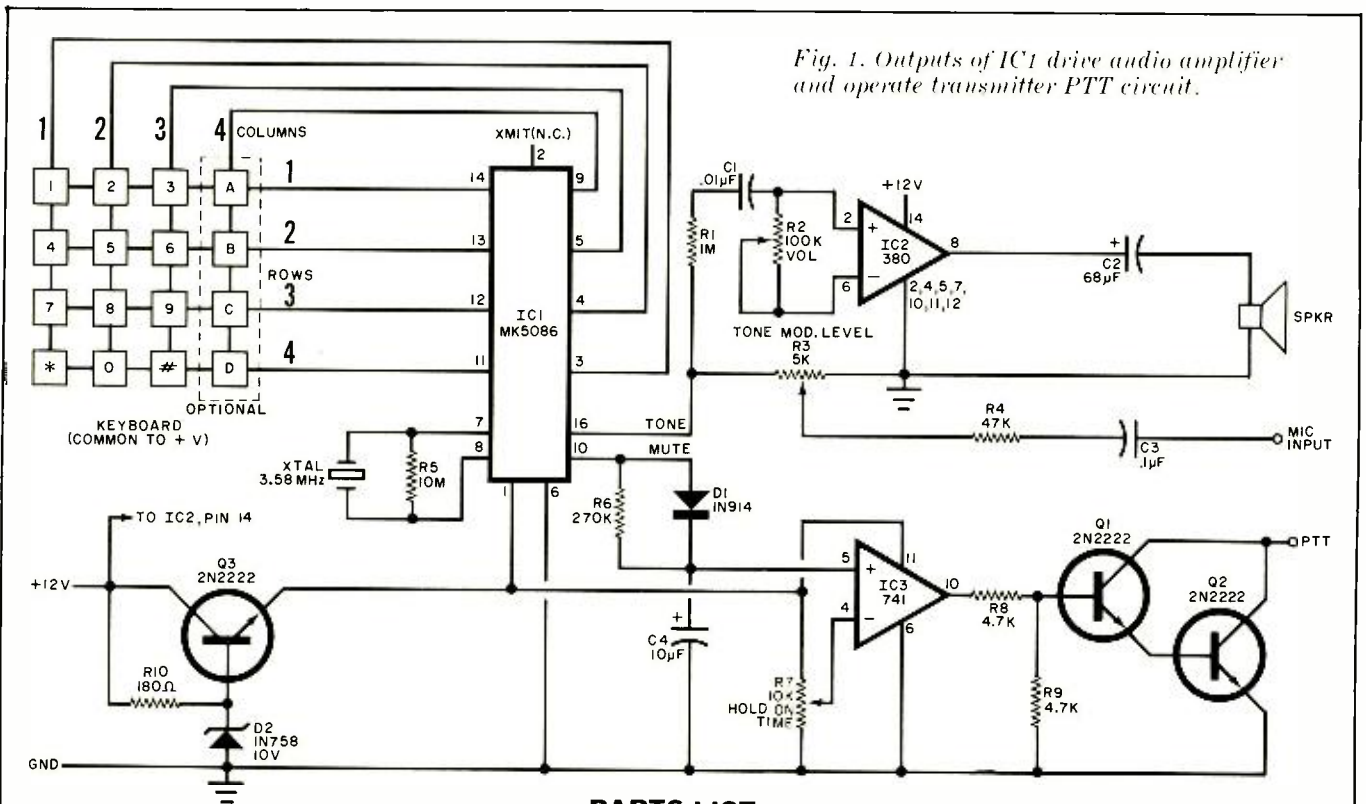 Fig. 1. Outputs of IC1 drive audio amplifier
and operate transmitter PTT circuit.
1
2
3
4
COLUMNS
1 2 3 A
1
4 5 6 B
2
ROWS
7 8 9 C
3
* 0 # D
4
OPTIONAL
KEYBOARD
(COMMON TO + V)
XMIT(N.C.)
2
14
13
12
11
7
8
9
5
4
3
16
10
1
6
IC1
MK5086
TONE
MUTE
XTAL
3.58MHz
R5
10M
R1
1M
C1
.01µF
R2
100K
VOL
+12V
14
2
+
6
−
IC2
380
8
2,4,5,7,
10,11,12
C2
+
68µF
SPKR
TONE MOD. LEVEL
R3
5K
R4
47K
C3
.1µF
MIC
INPUT
R6
270K
D1
IN914
C4
+
10µF
5
+
4
−
11
IC3
741
10
6
R7
10K
HOLD ON
TIME
R8
4.7K
R9
4.7K
Q1
2N2222
Q2
2N2222
PTT
TO IC2, PIN 14
+12V
Q3
2N2222
R10
180Ω
D2
IN758
10V
GND
PARTS LIST